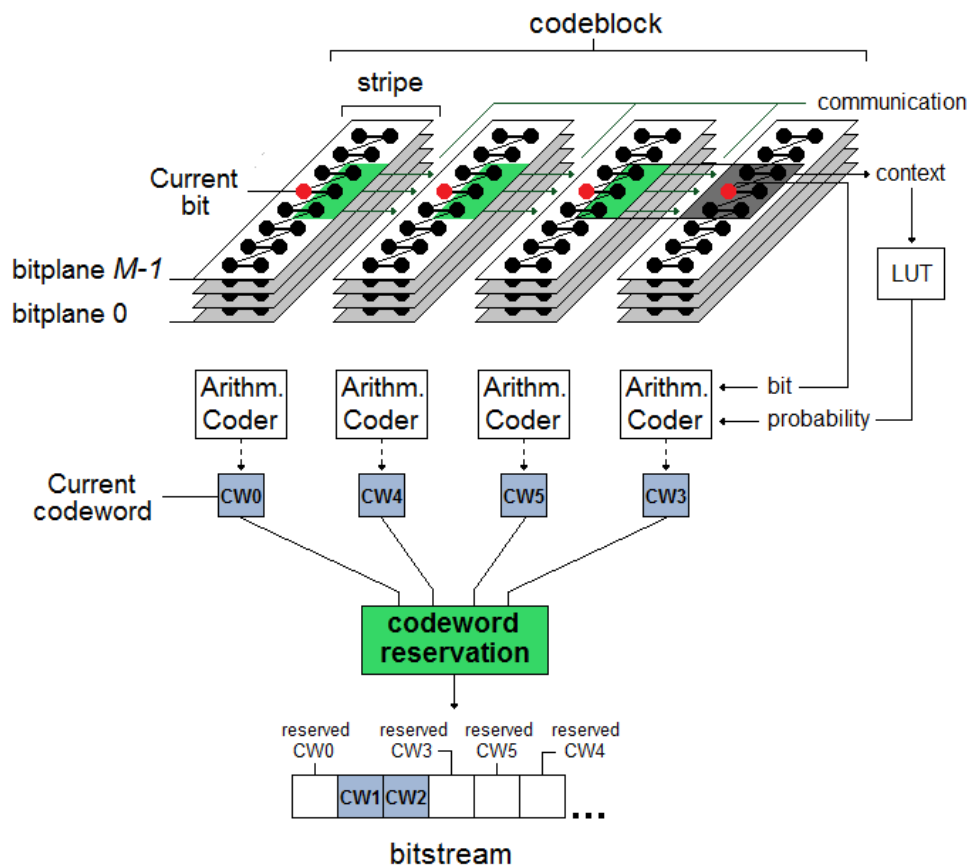 codeblock
stripe
communication
Current
bit
context
bitplane M-1
LUT
bitplane 0
Arithm.
Coder
Arithm.
Coder
Arithm.
Coder
Arithm.
Coder
bit
probability
Current
codeword
CW0
CW4
CW5
CW3
codeword
reservation
reserved
CW0
reserved
CW3
reserved
CW5
reserved
CW4
CW1
CW2
...
bitstream